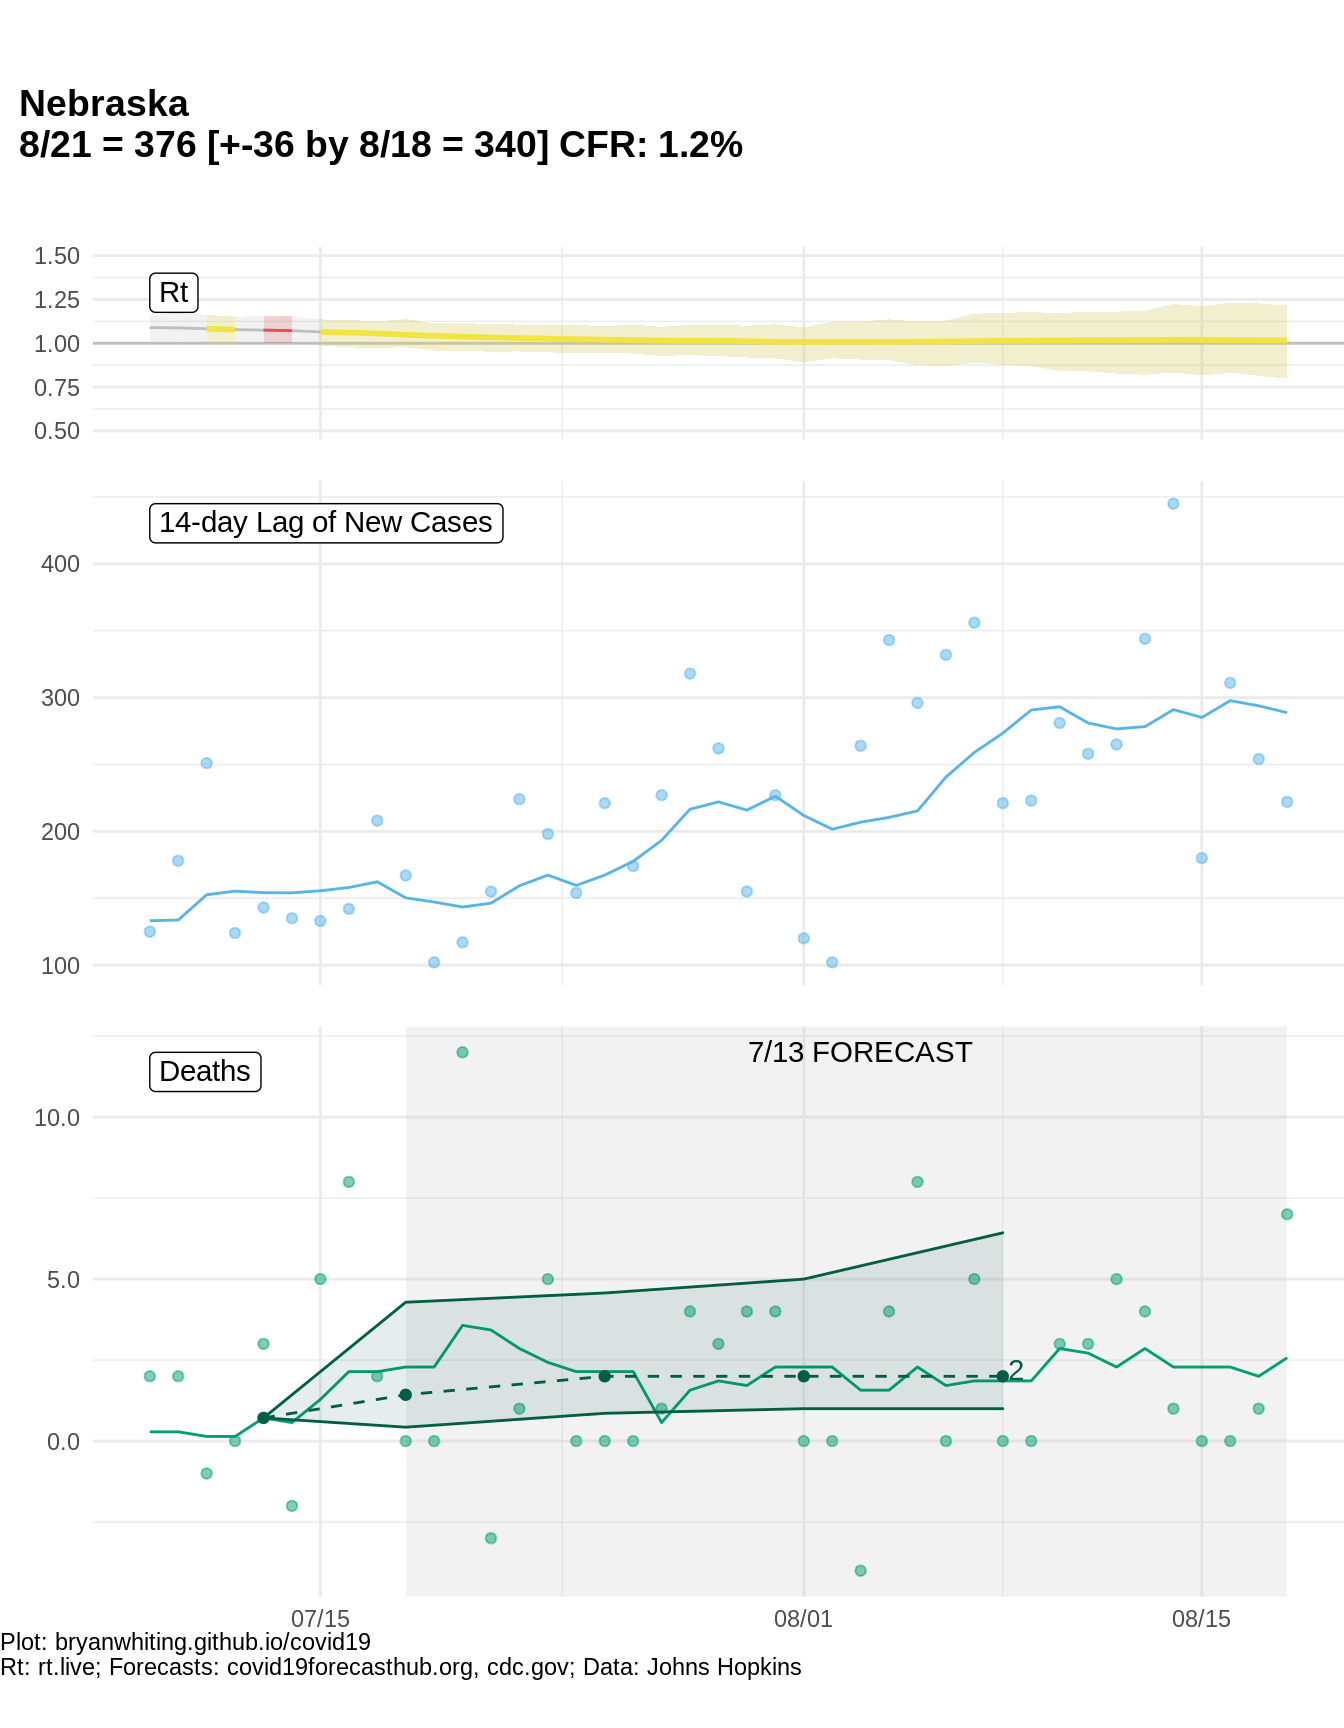 Nebraska
8/21 = 376 [+-36 by 8/18 = 340] CFR: 1.2%
1.50
Rt
1.25
1.00
0.75
0.50
14-day Lag of New Cases
400
300
200
100
7/13 FORECAST
Deaths
10.0
5.0
2
0.0
07/15 08/01 08/15
Plot: bryanwhiting.github.io/covid19
Rt: rt.live; Forecasts: covid19forecasthub.org, cdc.gov; Data: Johns Hopkins